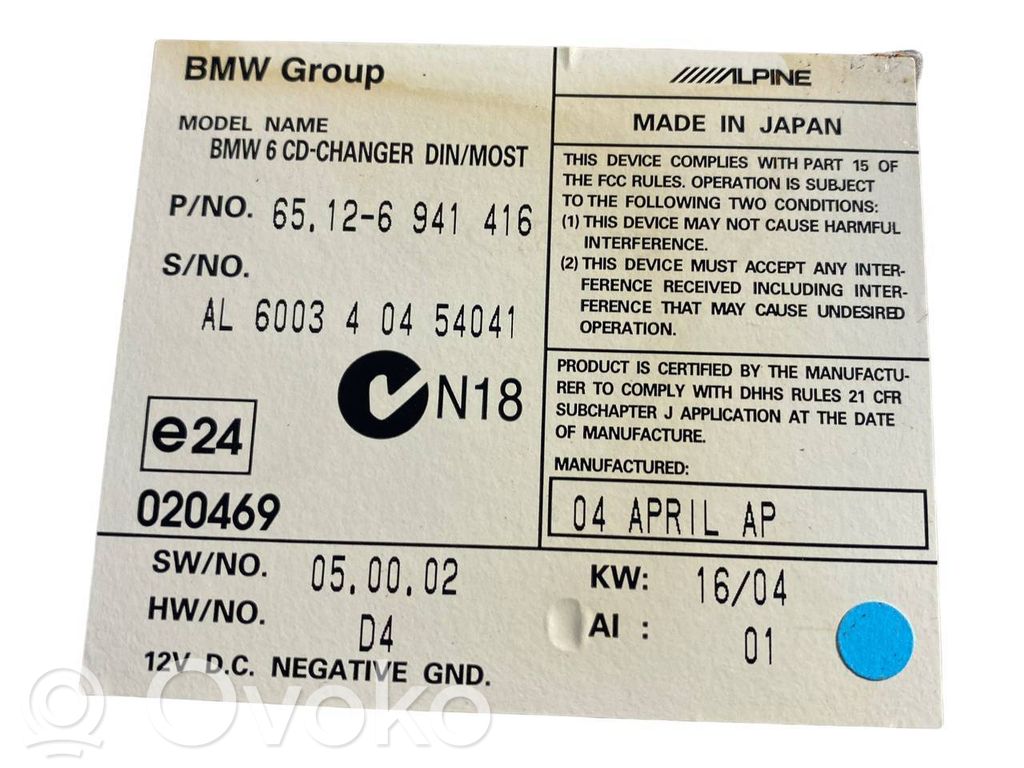 BMW Group
MODEL NAME
BMW 6 CD-CHANGER DIN/MOST
P/NO. 65.12-6 941 416
S/NO.
AL 6003 4 04 54041
N18
e24
020469
ALPINE
MADE IN JAPAN
THIS DEVICE COMPLIES WITH PART 15 OF
THE FCC RULES. OPERATION IS SUBJECT
TO THE FOLLOWING TWO CONDITIONS:
(1) THIS DEVICE MAY NOT CAUSE HARMFUL
INTERFERENCE.
(2) THIS DEVICE MUST ACCEPT ANY INTER-
FERENCE RECEIVED INCLUDING INTER-
FERENCE THAT MAY CAUSE UNDESIRED
OPERATION.
PRODUCT IS CERTIFIED BY THE MANUFACTU-
RER TO COMPLY WITH DHHS RULES 21 CFR
SUBCHAPTER J APPLICATION AT THE DATE
OF MANUFACTURE.
MANUFACTURED:
04 APRIL AP
SW/NO. 05.00.02
HW/NO. D4
12V D.C. NEGATIVE GND.
KW: 16/04
AI : 01
Ovoko